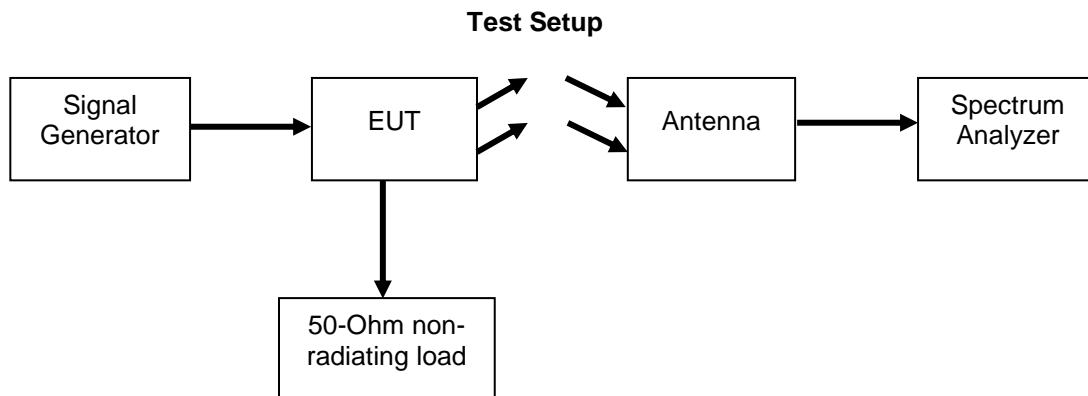 Test Setup
Signal
Generator
EUT
Antenna
Spectrum
Analyzer
50-Ohm non-
radiating load